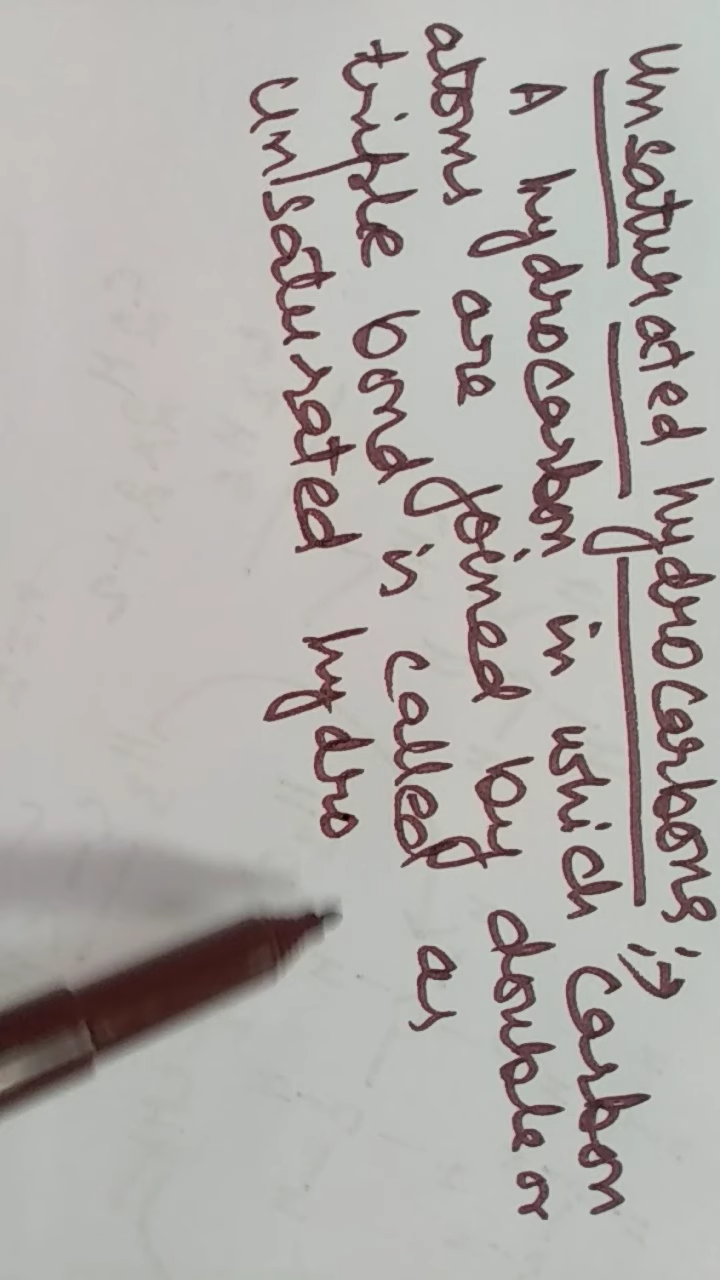 Unsaturated hydrocarbons :→
A hydrocarbon in which Carbon
atoms are joined by double or
triple bond is called as
Unsaturated hydro